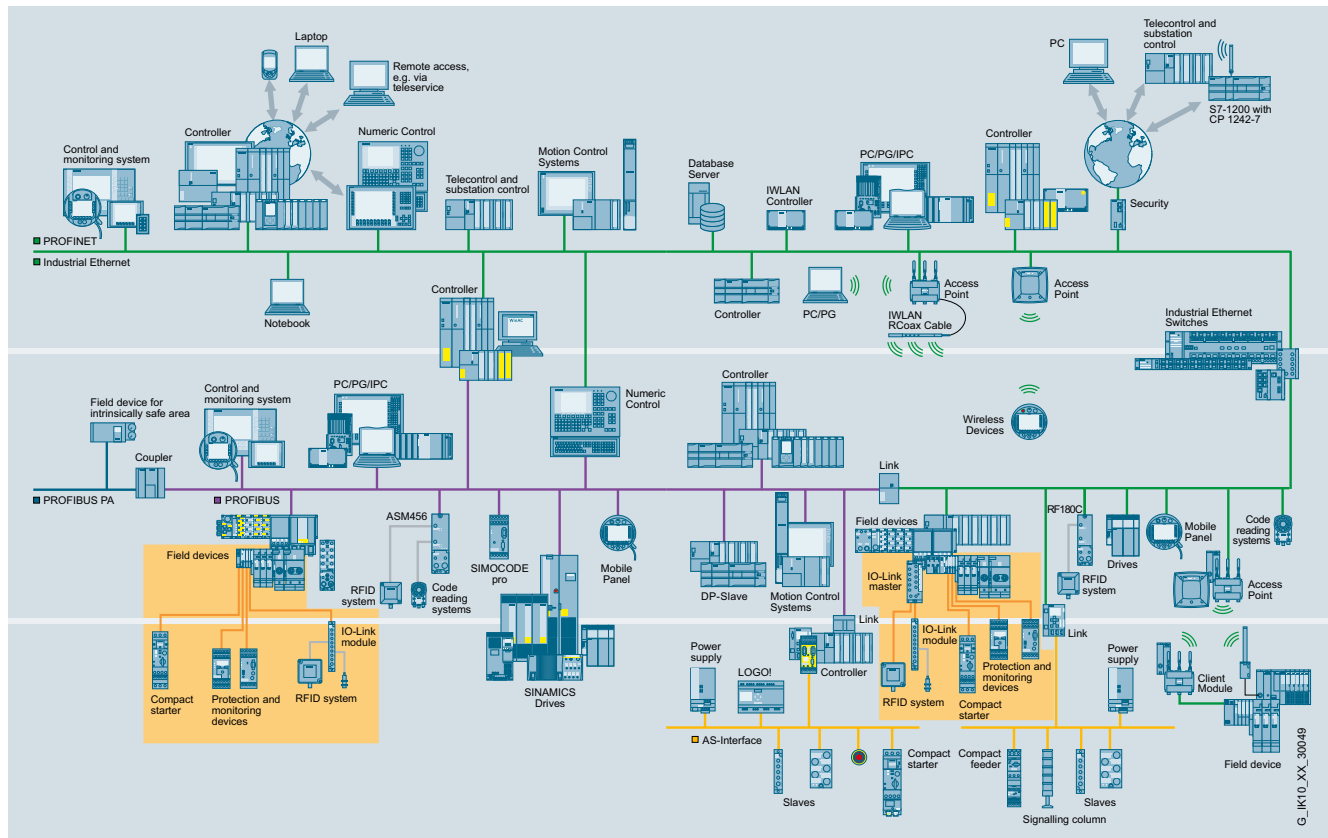 Laptop
Remote access,
e.g. via
teleservice
PC
Telecontrol and
substation
control
S7-1200 with
CP 1242-7
Control and
monitoring system
Controller
Numeric Control
Telecontrol and
substation control
Motion Control
Systems
Database
Server
IWLAN
Controller
PC/PG/IPC
Controller
Security
PROFINET
Industrial Ethernet
Notebook
Controller
WinAC
Controller
PC/PG
Access
Point
IWLAN
RCoax Cable
Access
Point
Industrial Ethernet
Switches
Field device for
intrinsically safe area
Control and
monitoring system
PC/PG/IPC
Numeric
Control
Controller
Wireless
Devices
Coupler
Link
PROFIBUS PA
PROFIBUS
Field devices
ASM456
RFID
system
Code
reading
systems
SIMOCODE
pro
Mobile
Panel
DP-Slave
Motion Control
Systems
Field devices
IO-Link
master
RF180C
RFID
system
Drives
Mobile
Panel
Code
reading
systems
Access
Point
Compact
starter
Protection and
monitoring
devices
IO-Link
module
RFID system
SINAMICS
Drives
Power
supply
LOGO!
Link
Controller
IO-Link
module
RFID system
Compact
starter
Protection and
monitoring
devices
Link
Power
supply
Client
Module
Field device
AS-Interface
Slaves
Compact
starter
Compact
feeder
Signalling column
Slaves
G_IK10_XX_30049